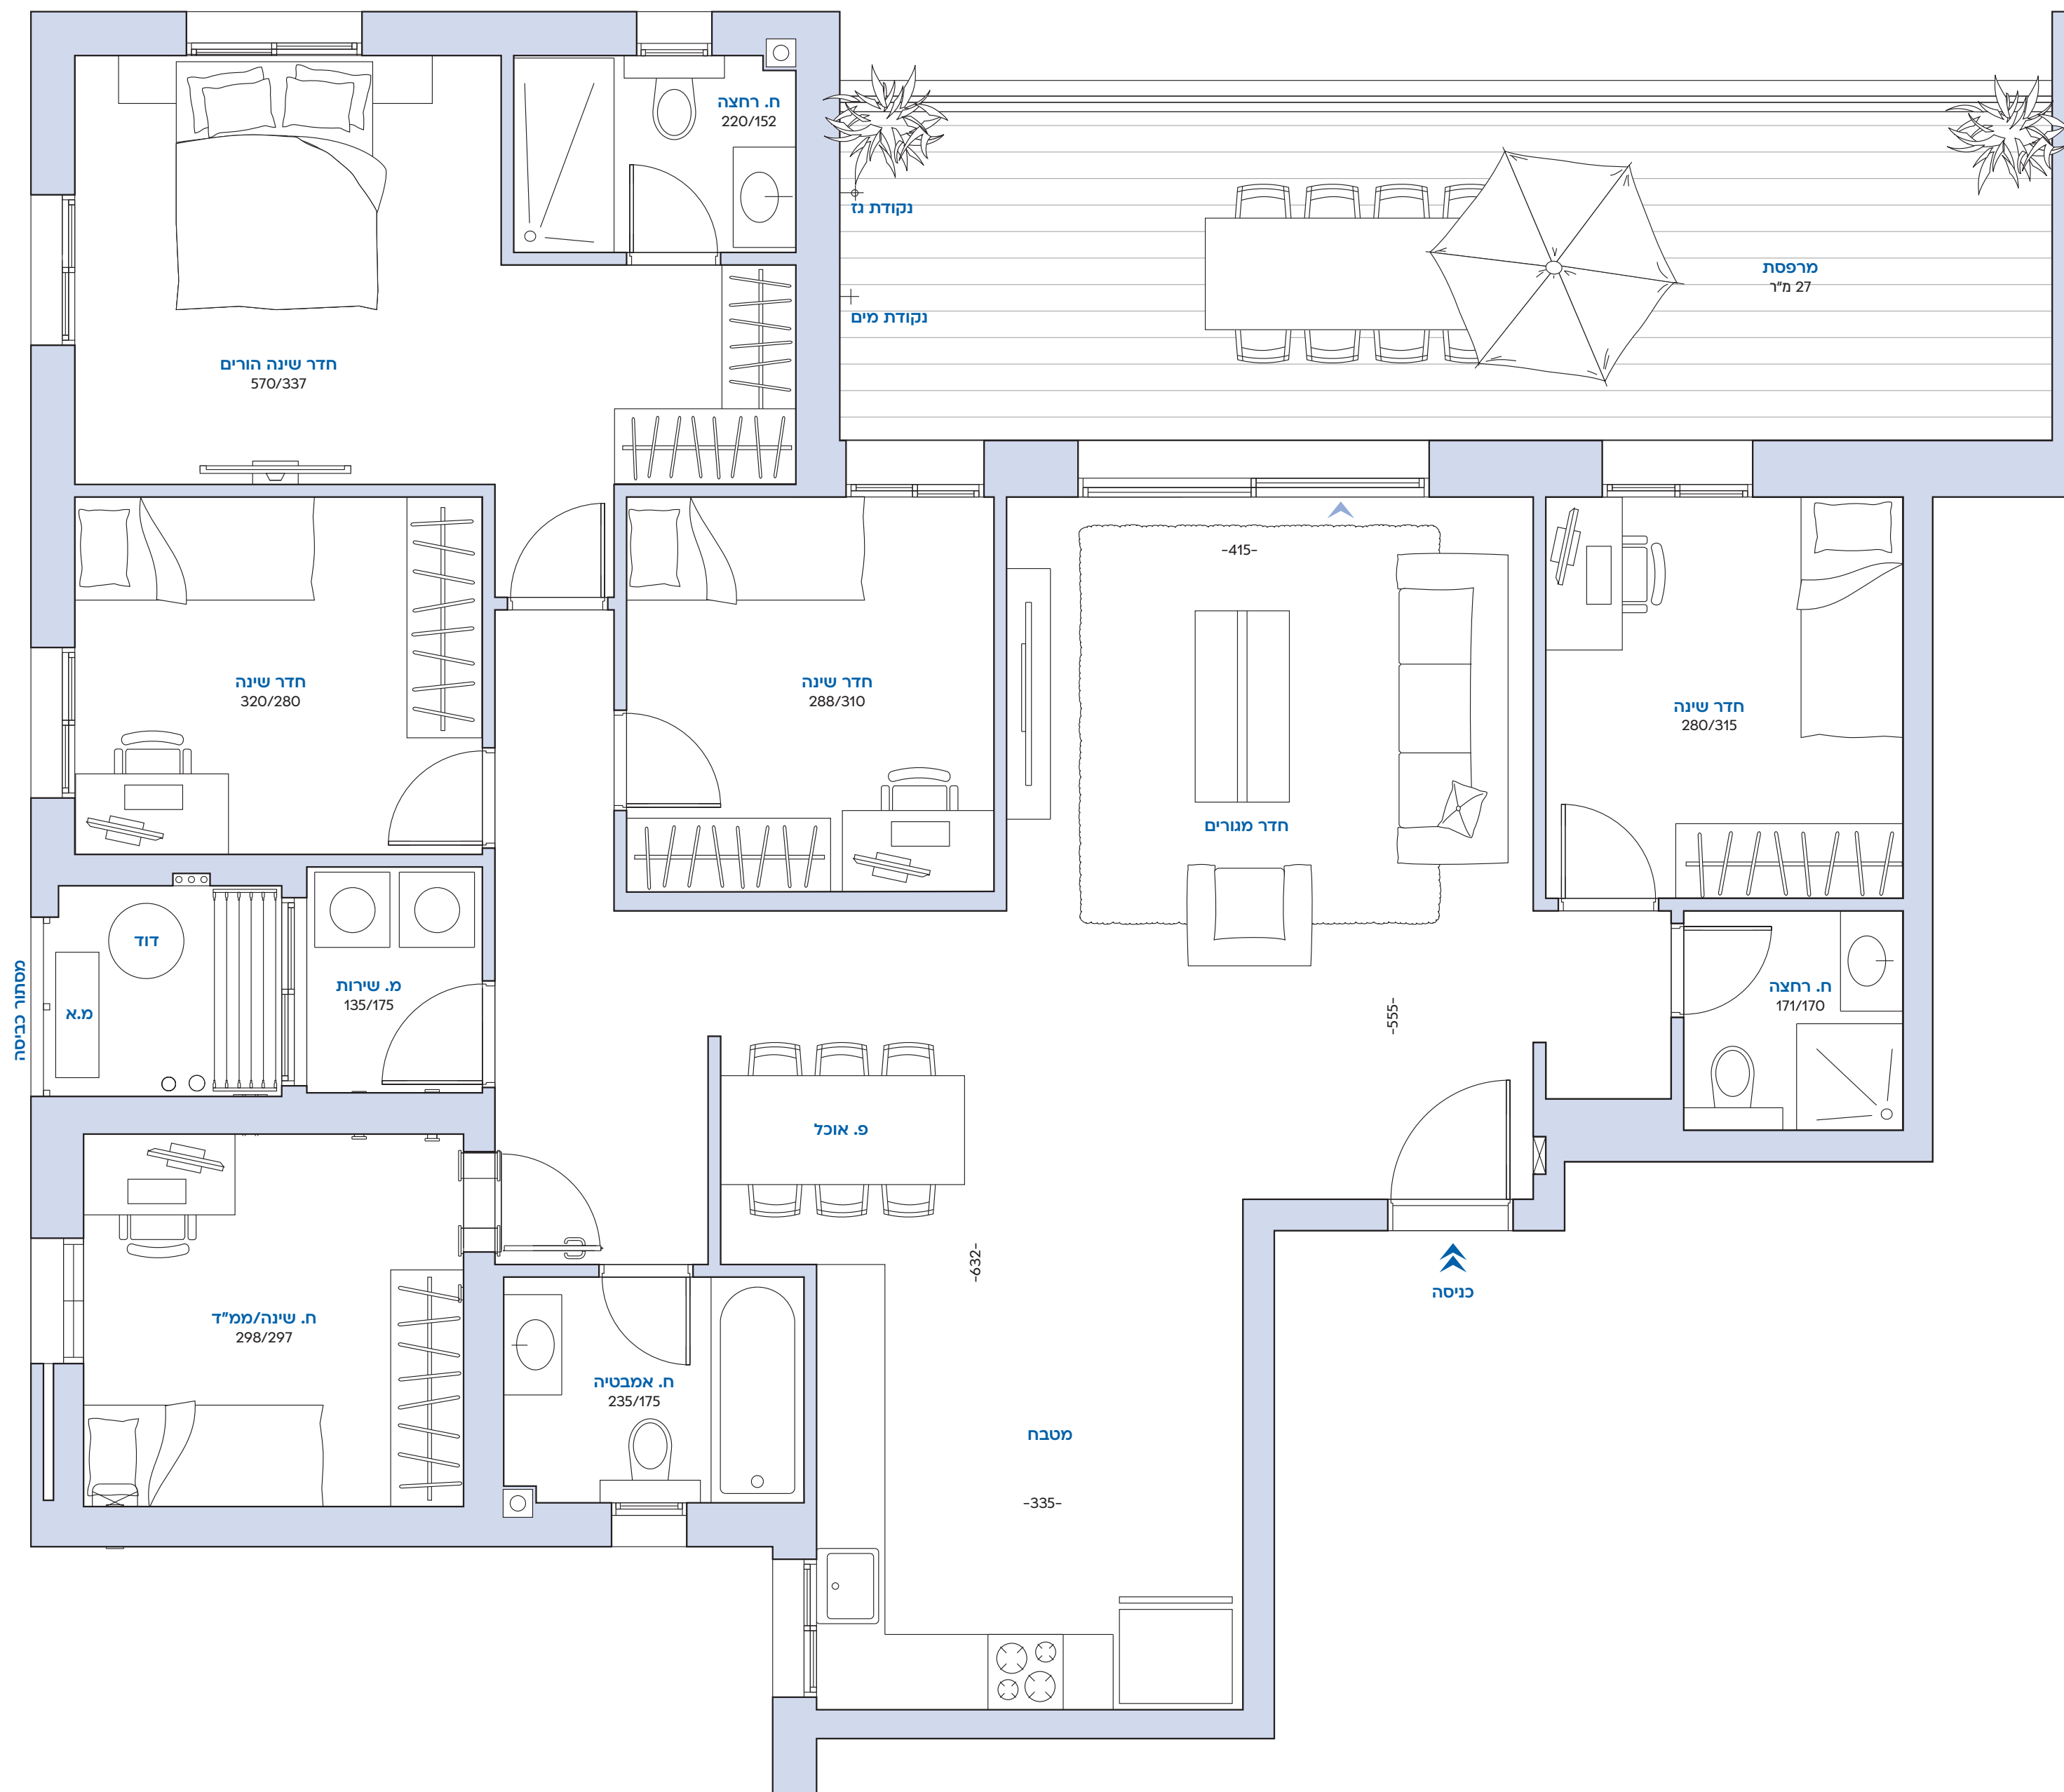 ח. רחצה
220/152
נקודת גז
מרפסת
27 מ"ר
נקודת מים
חדר שינה הורים
570/337
-415-
חדר שינה
280/315
חדר שינה
288/310
חדר שינה
320/280
חדר מגורים
ח. רחצה
171/170
-555-
מ. שירות
135/175
דוד
מ.א
מסתור כביסה
פ. אוכל
-632-
כניסה
ח. שינה/ממ"ד
298/297
ח. אמבטיה
235/175
מטבח
-335-